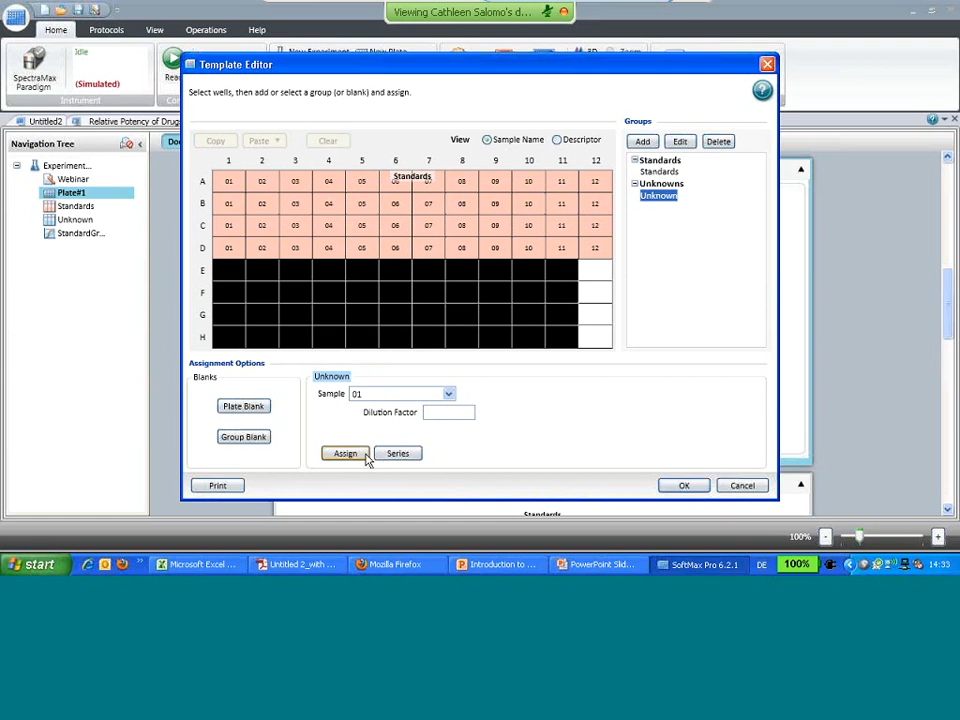 Viewing Cathleen Salomo's d...
Home Protocols View Operations Help
Idle
SpectraMax
Paradigm
(Simulated)
Instrument
Untitled2 Relative Potency of Drugs
Navigation Tree
Experiment...
Webinar
Plate#1
Standards
Unknown
StandardGr...
Template Editor
Select wells, then add or select a group (or blank) and assign.
Copy Paste Clear View Sample Name Descriptor
1 2 3 4 5 6 7 8 9 10 11 12
Standards
A 01 02 03 04 05 06 07 08 09 10 11 12
B 01 02 03 04 05 06 07 08 09 10 11 12
C 01 02 03 04 05 06 07 08 09 10 11 12
D 01 02 03 04 05 06 07 08 09 10 11 12
E
F
G
H
Groups
Add Edit Delete
Standards
Standards
Unknowns
Unknown
Assignment Options
Blanks
Plate Blank
Group Blank
Unknown
Sample 01
Dilution Factor
Assign Series
Print OK Cancel
100%
start Microsoft Excel ... Untitled 2_with ... Mozilla Firefox Introduction to ... PowerPoint Slid... SoftMax Pro 6.2.1 DE 100% 14:33